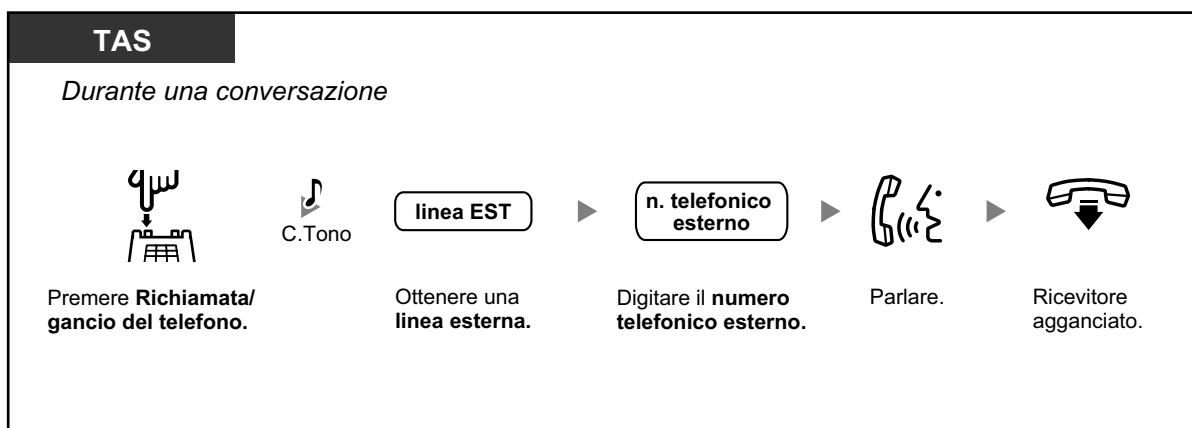 TAS
Durante una conversazione
C.Tono
linea EST
n. telefonico
esterno
Premere Richiamata/
gancio del telefono.
Ottenere una
linea esterna.
Digitare il numero
telefonico esterno.
Parlare.
Ricevitore
agganciato.